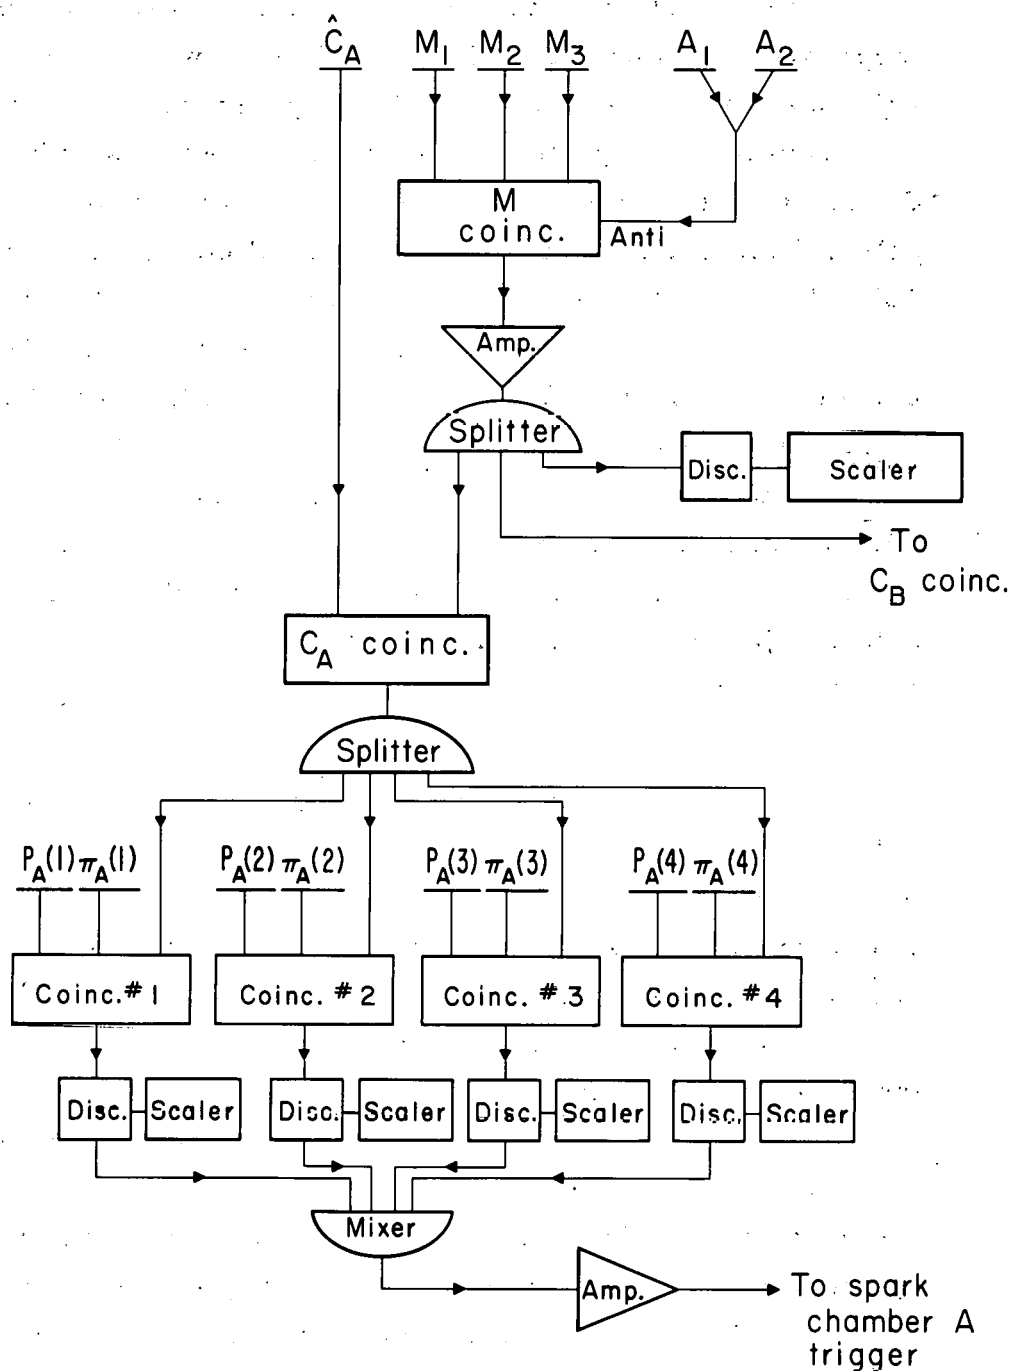 Ĉ_A M_1 M_2 M_3 A_1 A_2
M
coinc.
Anti
Amp.
Splitter
Disc. Scaler
To
C_B coinc.
C_A coinc.
Splitter
P_A(1) π_A(1) P_A(2) π_A(2) P_A(3) π_A(3) P_A(4) π_A(4)
Coinc. #1 Coinc. #2 Coinc. #3 Coinc. #4
Disc. Scaler Disc. Scaler Disc. Scaler Disc. Scaler
Mixer
Amp.
To spark
chamber A
trigger